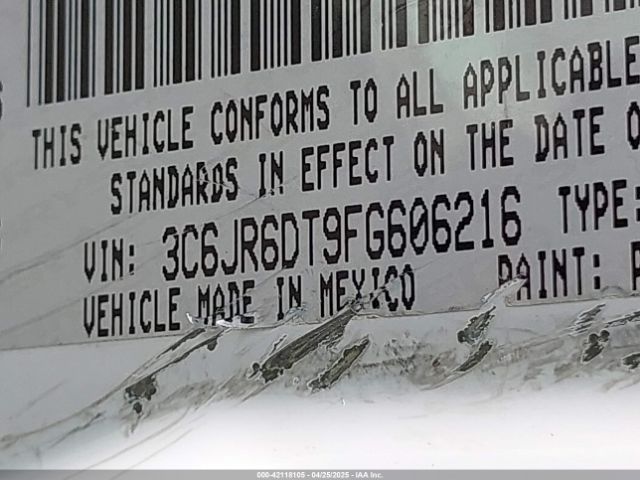 THIS VEHICLE CONFORMS TO ALL APPLICABLE
STANDARDS IN EFFECT ON THE DATE O
VIN: 3C6JR6DT9FG606216 TYPE:
VEHICLE MADE IN MEXICO PAINT: P
000-42118105 - 04/25/2025 - IAA Inc.